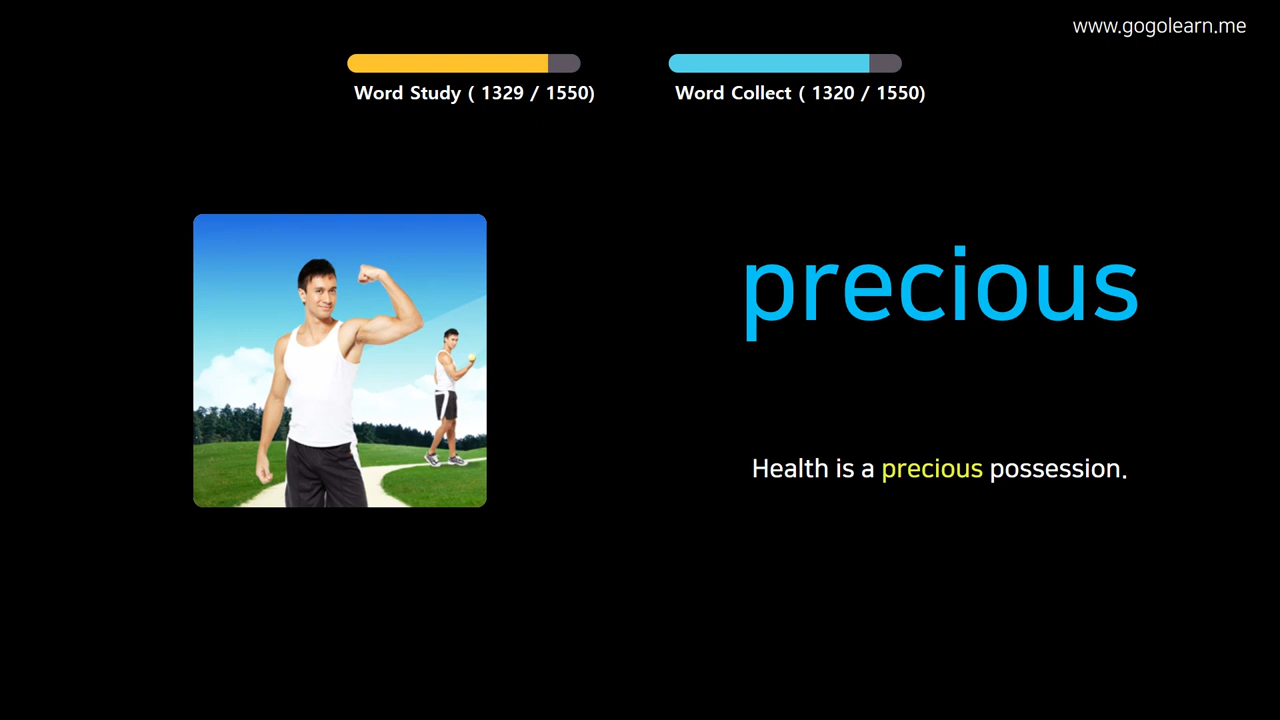 www.gogolearn.me
Word Study ( 1329 / 1550)
Word Collect ( 1320 / 1550)
precious
Health is a precious possession.